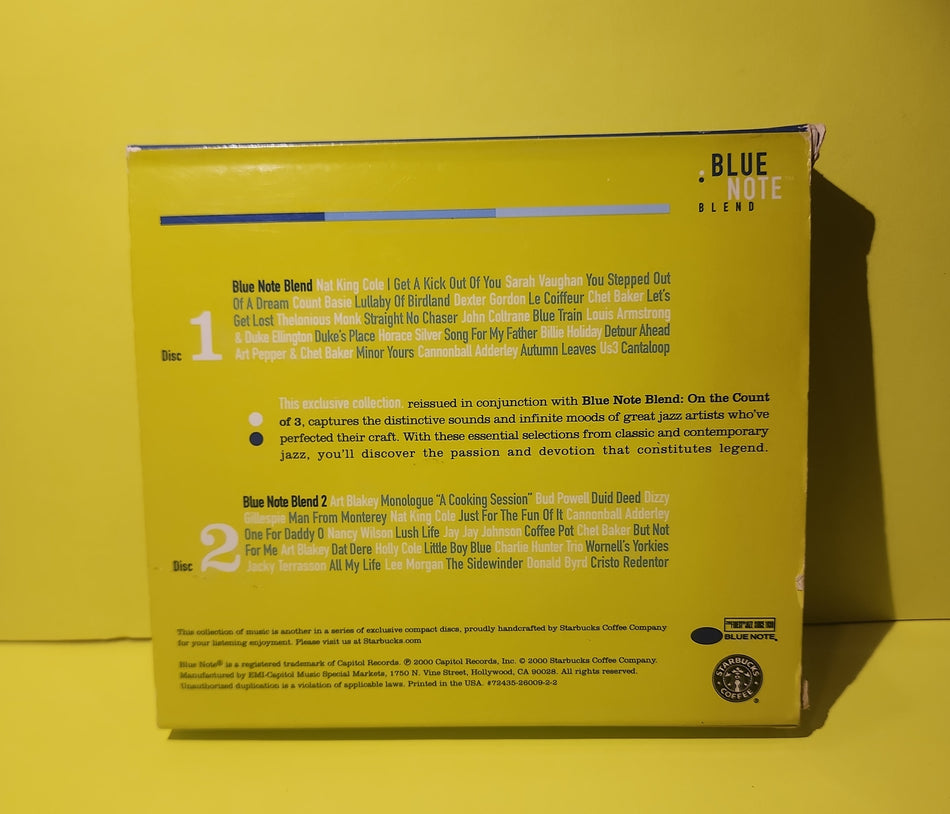 :BLUE
NOTE™
BLEND
Blue Note Blend Nat King Cole I Get A Kick Out Of You Sarah Vaughan You Stepped Out
Of A Dream Count Basie Lullaby Of Birdland Dexter Gordon Le Coiffeur Chet Baker Let's
Get Lost Thelonious Monk Straight No Chaser John Coltrane Blue Train Louis Armstrong
& Duke Ellington Duke's Place Horace Silver Song For My Father Billie Holiday Detour Ahead
Art Pepper & Chet Baker Minor Yours Cannonball Adderley Autumn Leaves Us3 Cantaloop
Disc 1
This exclusive collection, reissued in conjunction with Blue Note Blend: On the Count
of 3, captures the distinctive sounds and infinite moods of great jazz artists who've
perfected their craft. With these essential selections from classic and contemporary
jazz, you'll discover the passion and devotion that constitutes legend.
Blue Note Blend 2 Art Blakey Monologue "A Cooking Session" Bud Powell Duid Deed Dizzy
Gillespie Man From Monterey Nat King Cole Just For The Fun Of It Cannonball Adderley
One For Daddy O Nancy Wilson Lush Life Jay Jay Johnson Coffee Pot Chet Baker But Not
For Me Art Blakey Dat Dere Holly Cole Little Boy Blue Charlie Hunter Trio Wornell's Yorkies
Jacky Terrasson All My Life Lee Morgan The Sidewinder Donald Byrd Cristo Redentor
Disc 2
This collection of music is another in a series of exclusive compact discs, proudly handcrafted by Starbucks Coffee Company
for your listening enjoyment. Please visit us at Starbucks.com
Blue Note® is a registered trademark of Capitol Records. ℗ 2000 Capitol Records, Inc. © 2000 Starbucks Coffee Company.
Manufactured by EMI-Capitol Music Special Markets, 1750 N. Vine Street, Hollywood, CA 90028. All rights reserved.
Unauthorized duplication is a violation of applicable laws. Printed in the USA. #72435-26009-2-2
BLUE NOTE.
STARBUCKS
COFFEE
®